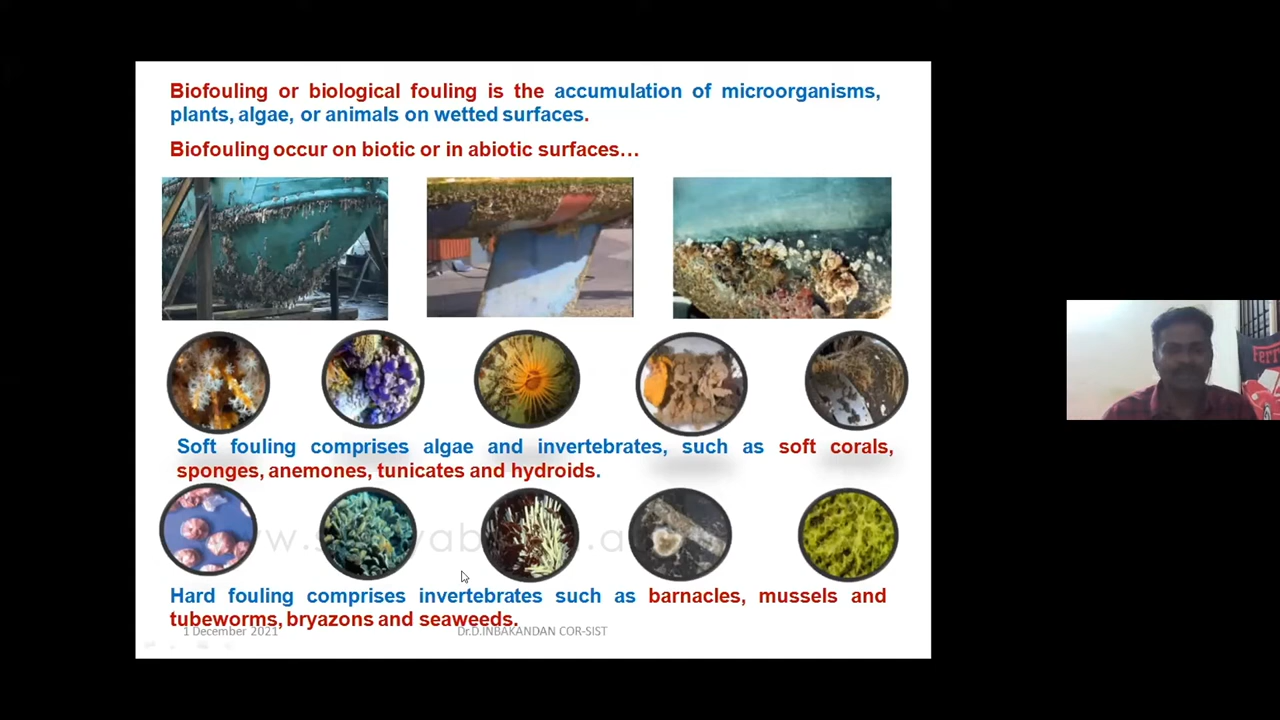 Biofouling or biological fouling is the accumulation of microorganisms,
plants, algae, or animals on wetted surfaces.
Biofouling occur on biotic or in abiotic surfaces…
Soft fouling comprises algae and invertebrates, such as soft corals,
sponges, anemones, tunicates and hydroids.
Hard fouling comprises invertebrates such as barnacles, mussels and
tubeworms, bryazons and seaweeds.
1 December 2021
Dr.D.INBAKANDAN COR-SIST